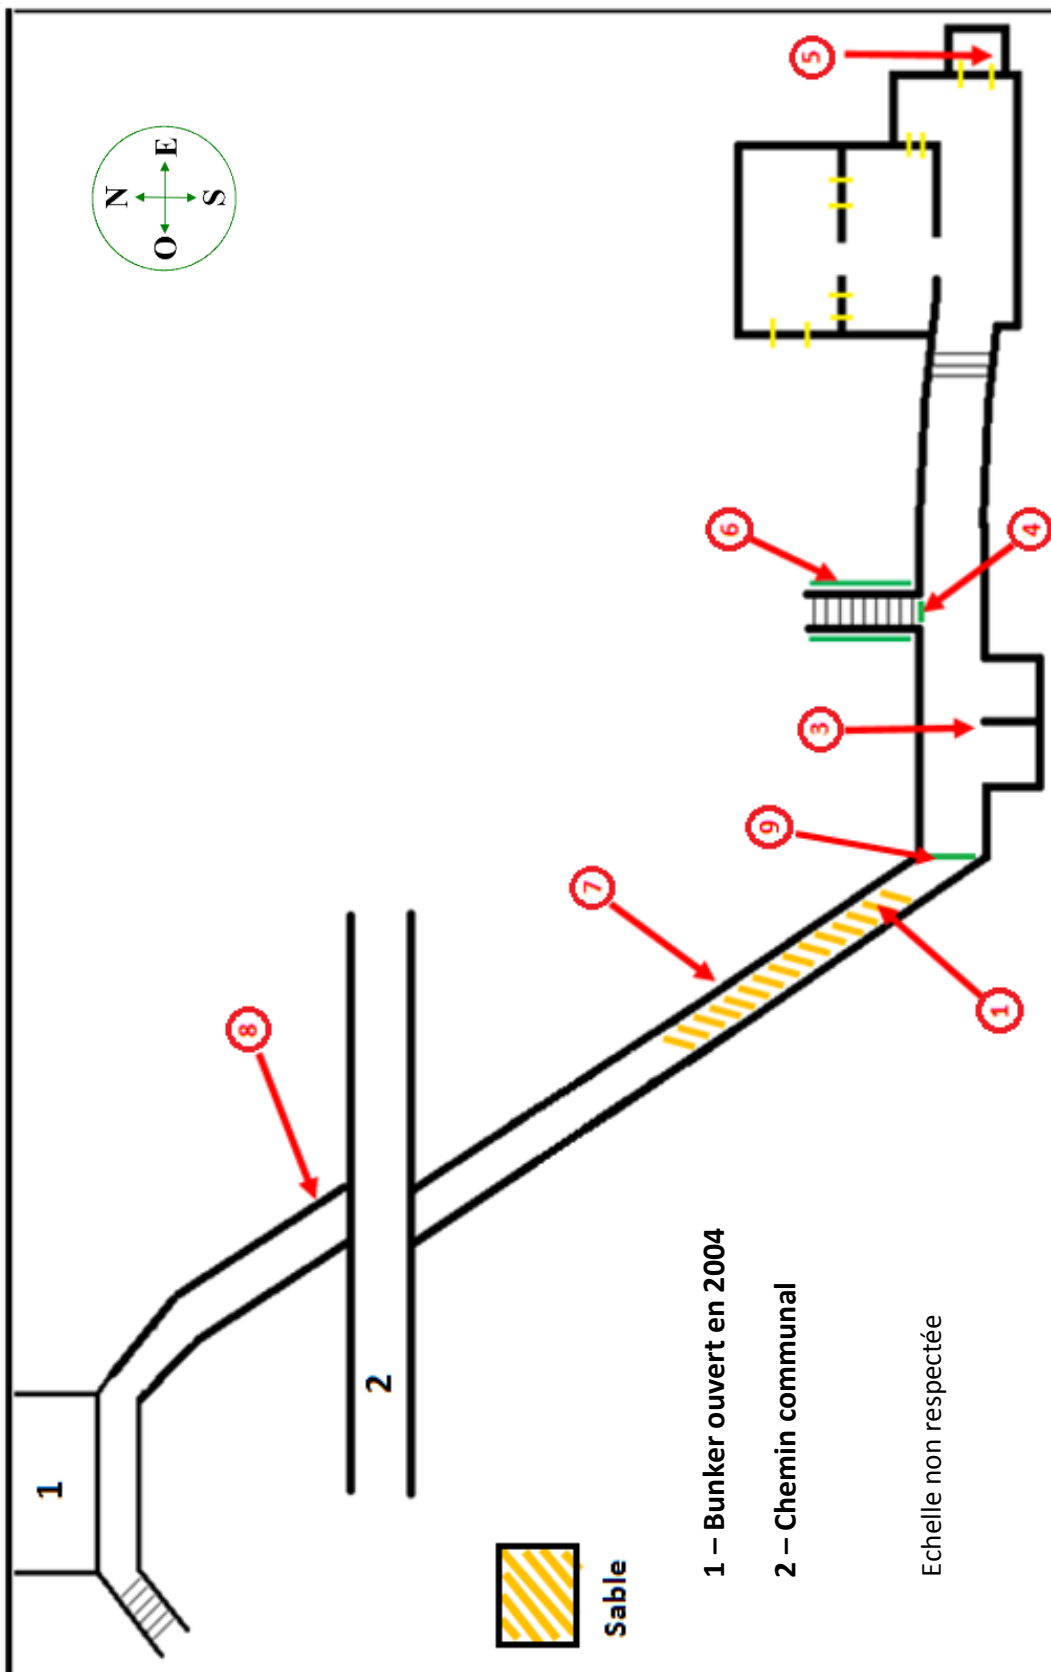 N
O
E
S
5
6
4
3
9
7
1
8
1
2
Sable
1 – Bunker ouvert en 2004
2 – Chemin communal
Echelle non respectée